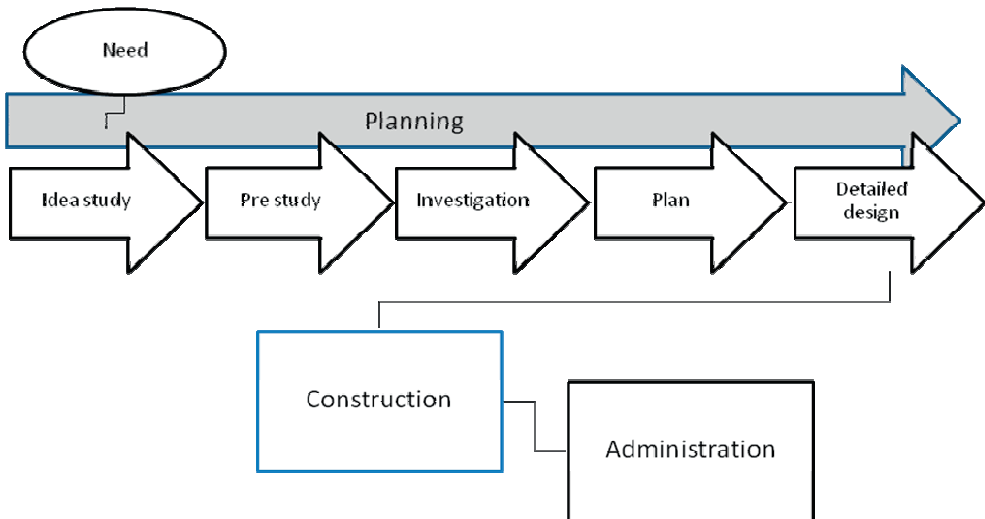 Need
Planning
Idea study
Pre study
Investigation
Plan
Detailed
design
Construction
Administration